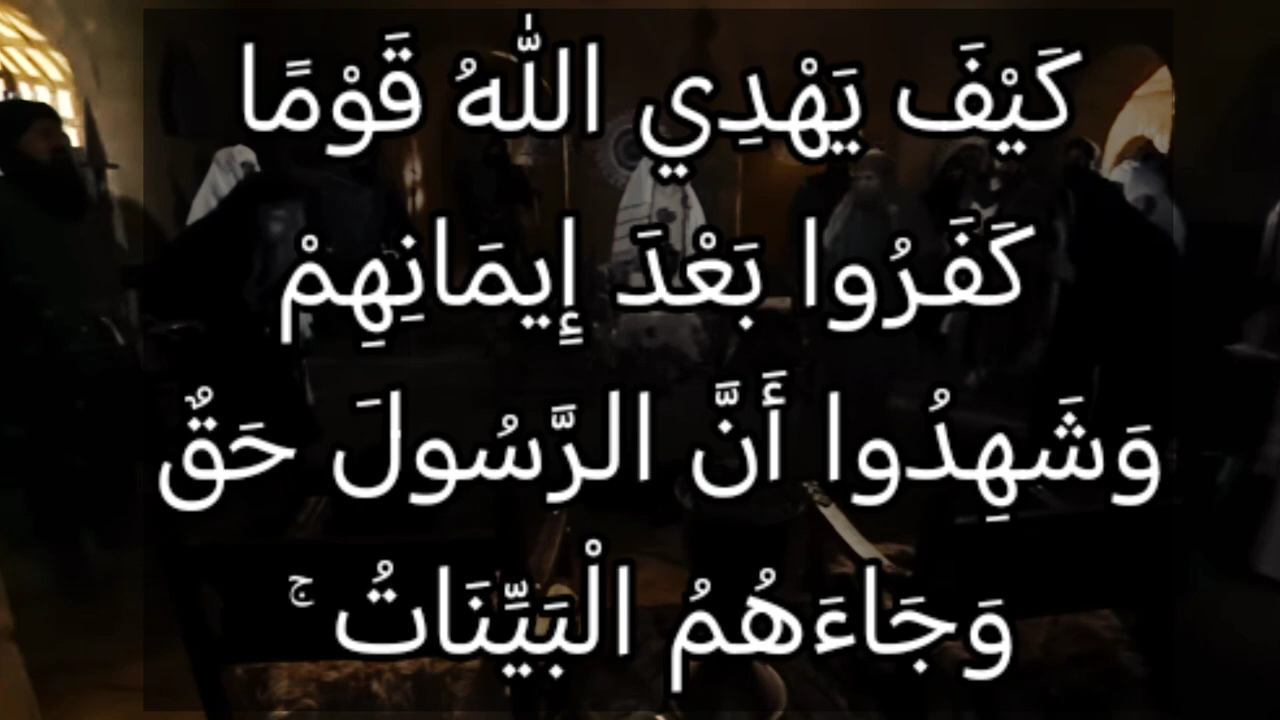 كَيْفَ يَهْدِي اللّٰهُ قَوْمًا
كَفَرُوا بَعْدَ إِيمَانِهِمْ
وَشَهِدُوا أَنَّ الرَّسُولَ حَقٌ
وَجَاءَهُمُ الْبَيِّنَاتُ ۚ